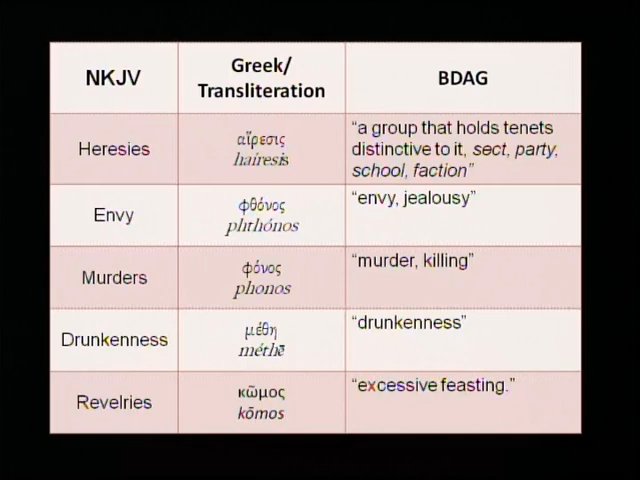 NKJV
Greek/
Transliteration
BDAG
Heresies
αἵρεσις
haíresis
“a group that holds tenets
distinctive to it, sect, party,
school, faction”
Envy
φθόνος
phthónos
“envy, jealousy”
Murders
φόνος
phonos
“murder, killing”
Drunkenness
μέθη
méthē
“drunkenness”
Revelries
κῶμος
kōmos
“excessive feasting.”